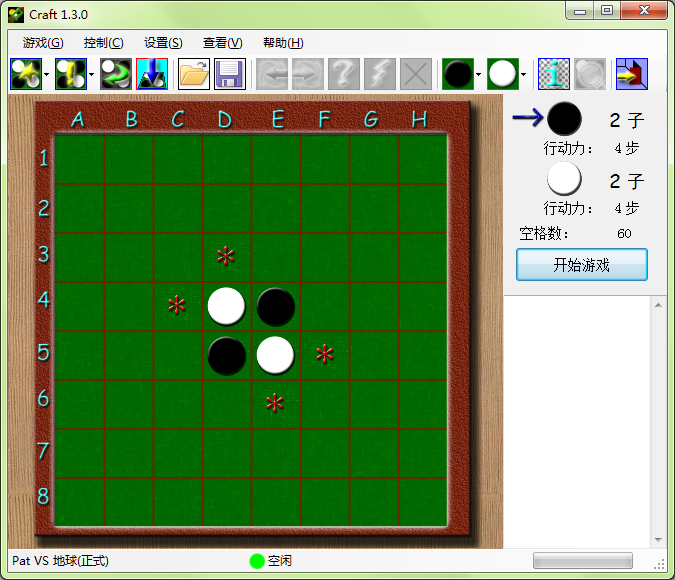 Craft 1.3.0
游戏(G) 控制(C) 设置(S) 查看(V) 帮助(H)
A B C D E F G H
1
2
3
4
5
6
7
8
2 子
行动力： 4 步
2 子
行动力： 4 步
空格数： 60
开始游戏
Pat VS 地球(正式) 空闲